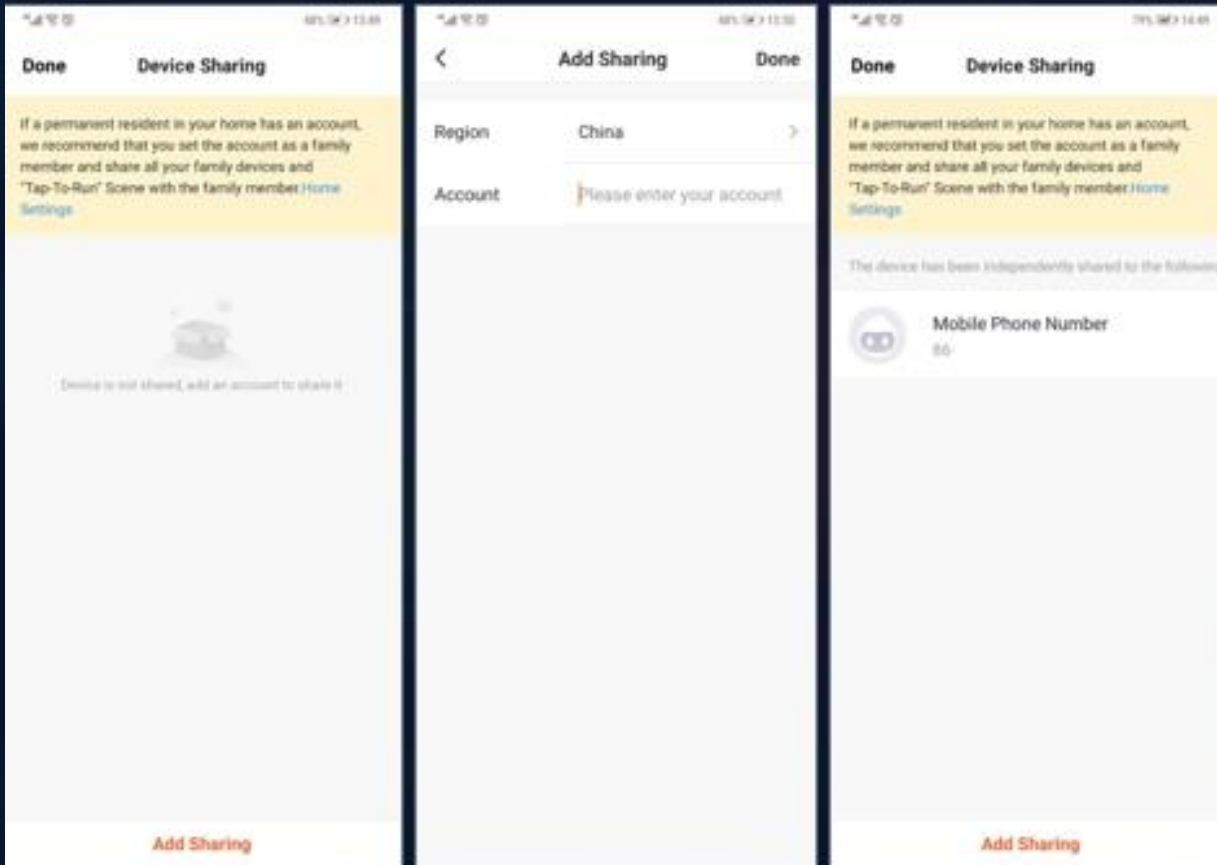 48% 13:49
Done Device Sharing
If a permanent resident in your home has an account,
we recommend that you set the account as a family
member and share all your family devices and
"Tap-To-Run" Scene with the family member.Home
Settings
Device is not shared, add an account to share it
Add Sharing
Add Sharing Done
Region China
Account Please enter your account
79% 14:49
Done Device Sharing
If a permanent resident in your home has an account,
we recommend that you set the account as a family
member and share all your family devices and
"Tap-To-Run" Scene with the family member.Home
Settings
The device has been independently shared to the following
Mobile Phone Number
86-
Add Sharing